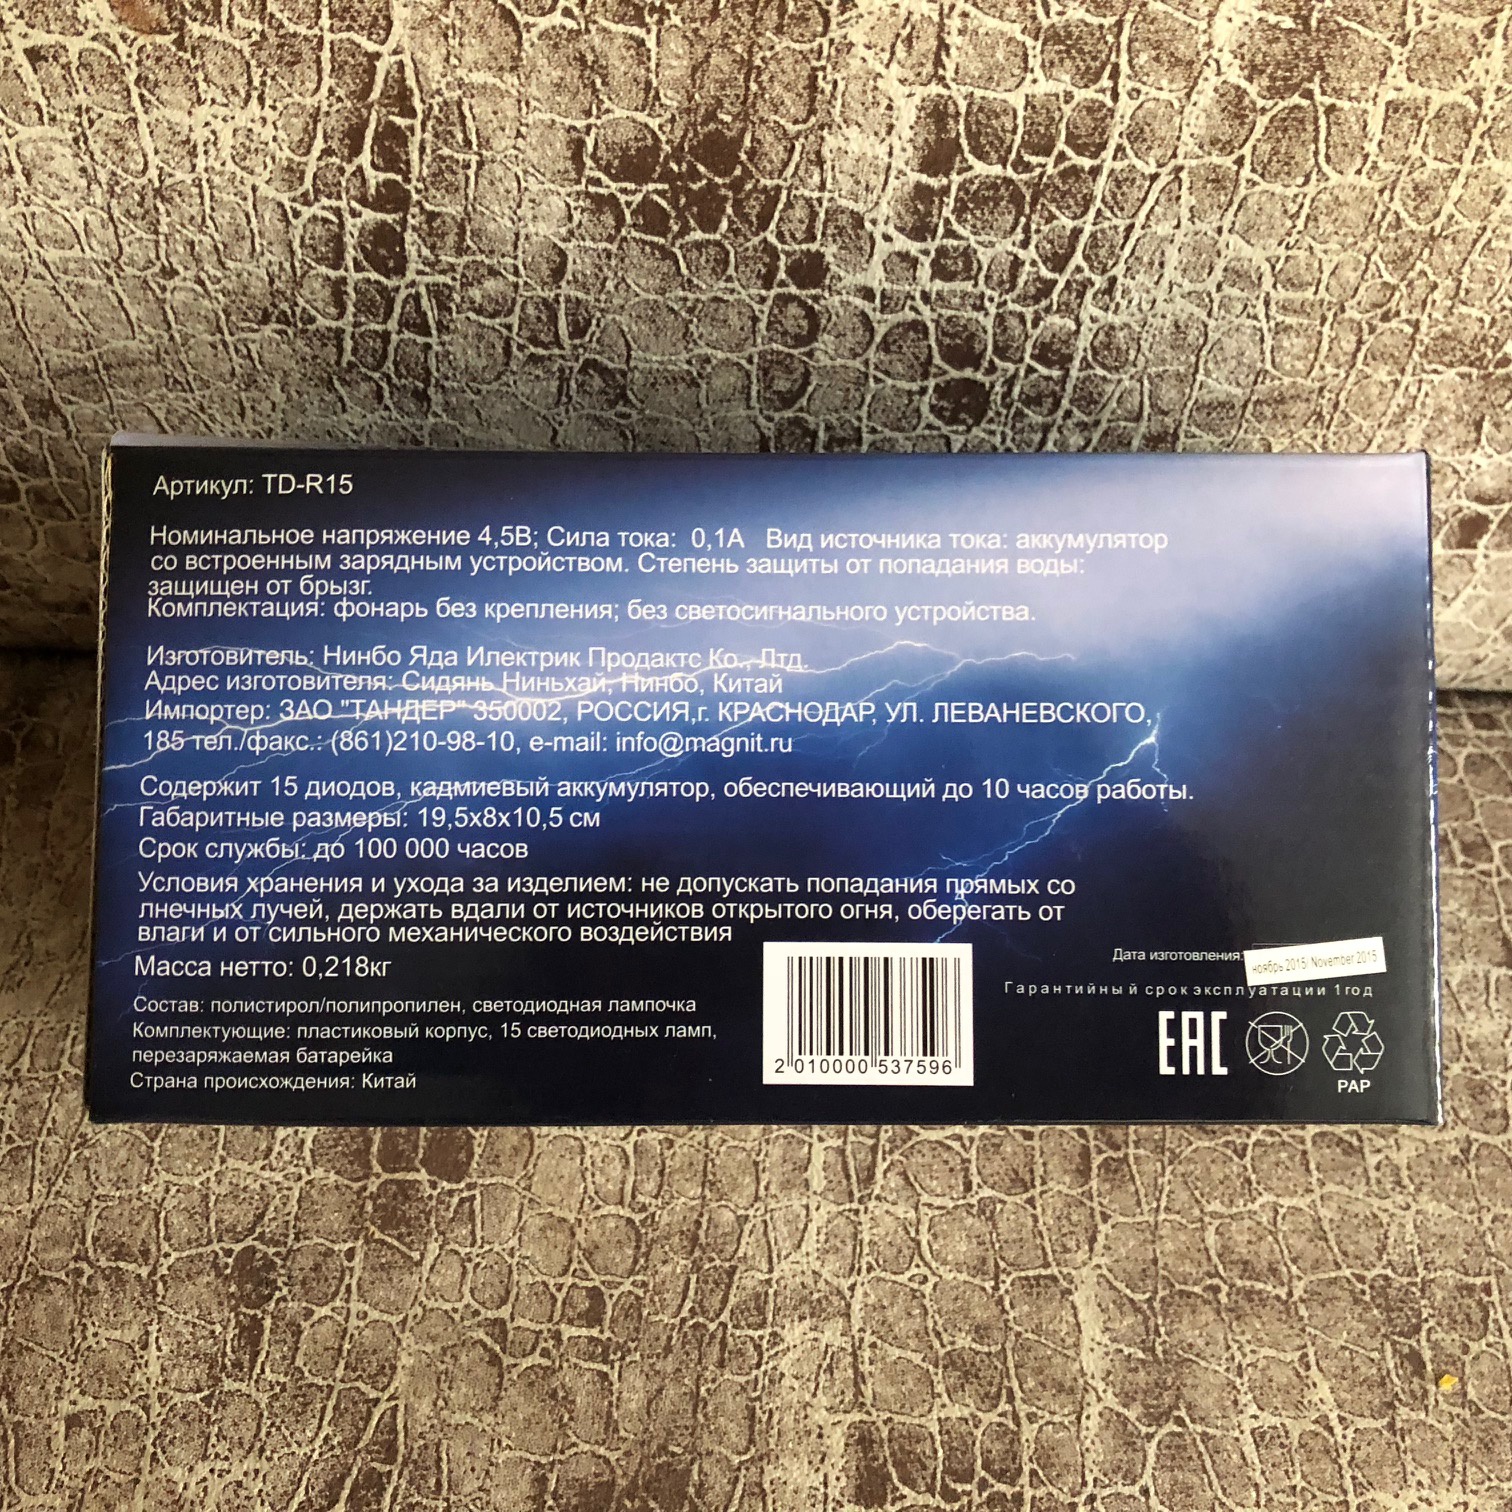 Артикул: TD-R15
Номинальное напряжение 4,5В; Сила тока: 0,1А Вид источника тока: аккумулятор
со встроенным зарядным устройством. Степень защиты от попадания воды:
защищен от брызг.
Комплектация: фонарь без крепления; без светосигнального устройства.
Изготовитель: Нинбо Яда Илектрик Продактс Ко., Лтд.
Адрес изготовителя: Сидянь Ниньхай, Нинбо, Китай
Импортер: ЗАО "ТАНДЕР" 350002, РОССИЯ,г. КРАСНОДАР, УЛ. ЛЕВАНЕВСКОГО,
185 тел./факс.: (861)210-98-10, e-mail: info@magnit.ru
Содержит 15 диодов, кадмиевый аккумулятор, обеспечивающий до 10 часов работы.
Габаритные размеры: 19,5х8х10,5 см
Срок службы: до 100 000 часов
Условия хранения и ухода за изделием: не допускать попадания прямых со
лнечных лучей, держать вдали от источников открытого огня, оберегать от
влаги и от сильного механического воздействия
Масса нетто: 0,218кг
Состав: полистирол/полипропилен, светодиодная лампочка
Комплектующие: пластиковый корпус, 15 светодиодных ламп,
перезаряжаемая батарейка
Страна происхождения: Китай
2 010000 537596
Дата изготовления: ноябрь 2015/ November 2015
Гарантийный срок эксплуатации 1 год
EAC
PAP